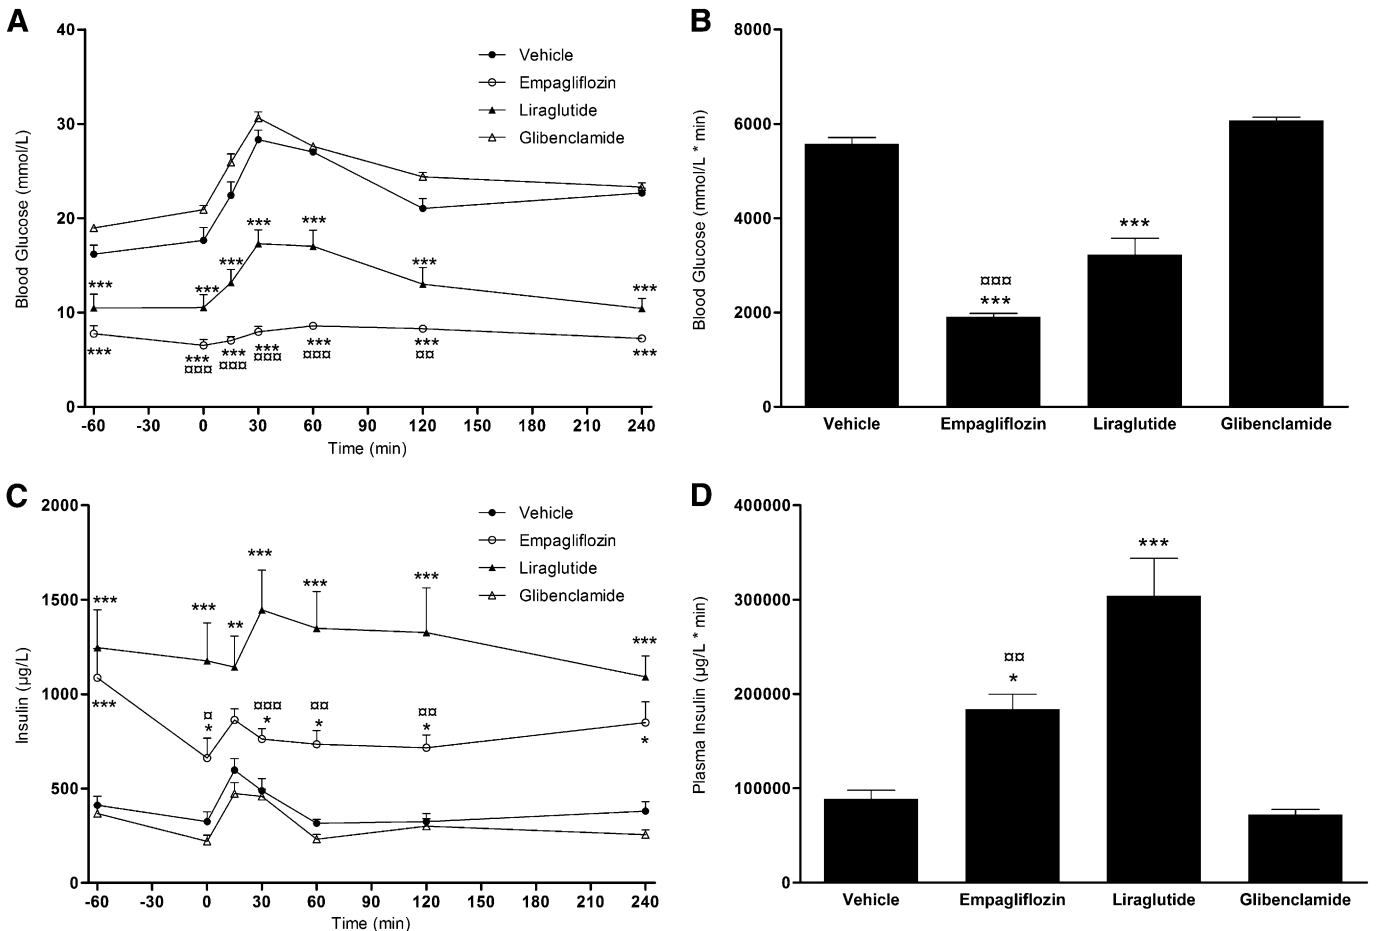 A
40
30
20
10
0
Blood Glucose (mmol/L)
Vehicle
Empagliflozin
Liraglutide
Glibenclamide
*** *** *** *** *** *** ***
*** *** *** *** *** *** ***
¤¤¤ ¤¤¤ ¤¤¤ ¤¤¤ ¤¤
-60 -30 0 30 60 90 120 150 180 210 240
Time (min)
B
8000
6000
4000
2000
0
Blood Glucose (mmol/L * min)
***
¤¤¤
***
Vehicle Empagliflozin Liraglutide Glibenclamide
C
2000
1500
1000
500
0
Insulin (µg/L)
Vehicle
Empagliflozin
Liraglutide
Glibenclamide
*** *** ** *** *** *** ***
¤ ¤¤¤ ¤¤ ¤¤
*** * * * * *
-60 -30 0 30 60 90 120 150 180 210 240
Time (min)
D
400000
300000
200000
100000
0
Plasma Insulin (µg/L * min)
***
¤¤
*
Vehicle Empagliflozin Liraglutide Glibenclamide